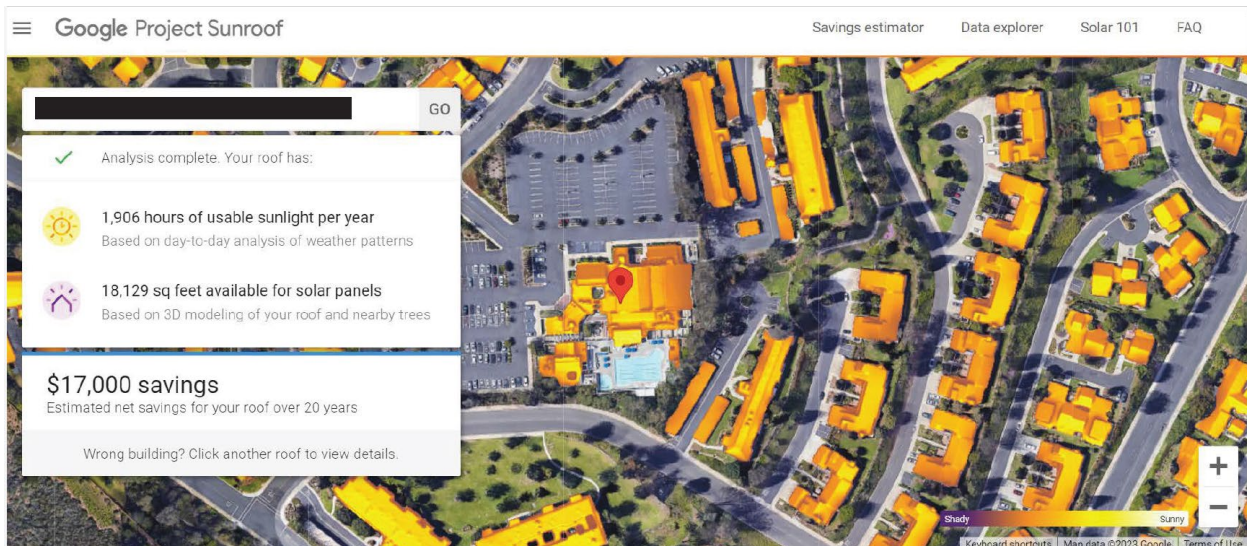 Google Project Sunroof
Savings estimator
Data explorer
Solar 101
FAQ
GO
Analysis complete. Your roof has:
1,906 hours of usable sunlight per year
Based on day-to-day analysis of weather patterns
18,129 sq feet available for solar panels
Based on 3D modeling of your roof and nearby trees
$17,000 savings
Estimated net savings for your roof over 20 years
Wrong building? Click another roof to view details.
+
−
Shady
Sunny
Keyboard shortcuts
Map data ©2023 Google
Terms of Use